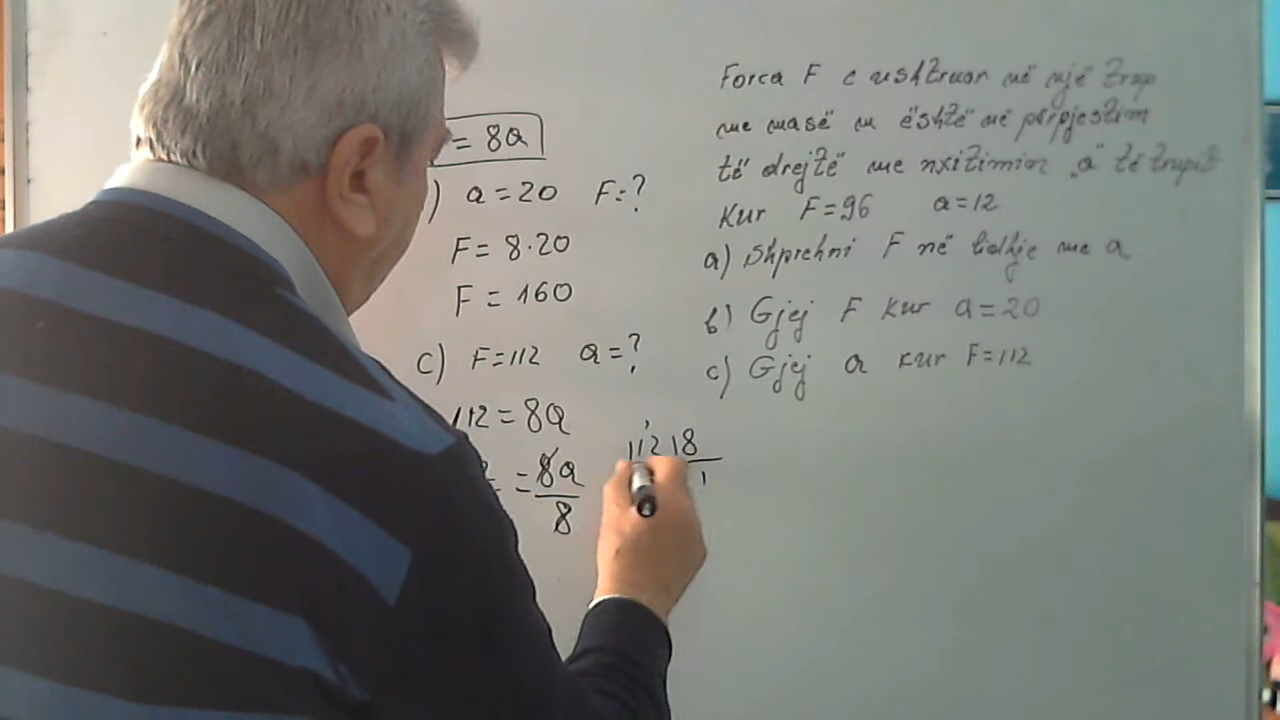 = 8a
) a = 20 F = ?
F = 8·20
F = 160
c) F = 112 a = ?
112 = 8a
= 8a
8
112 | 8
1
Forca F e ushtruar në një trup
me masë m është në përpjestim
të drejtë me nxitimin "a" të trupit
Kur F = 96 a = 12
a) Shprehni F në lidhje me a
b) Gjej F kur a = 20
c) Gjej a kur F = 112